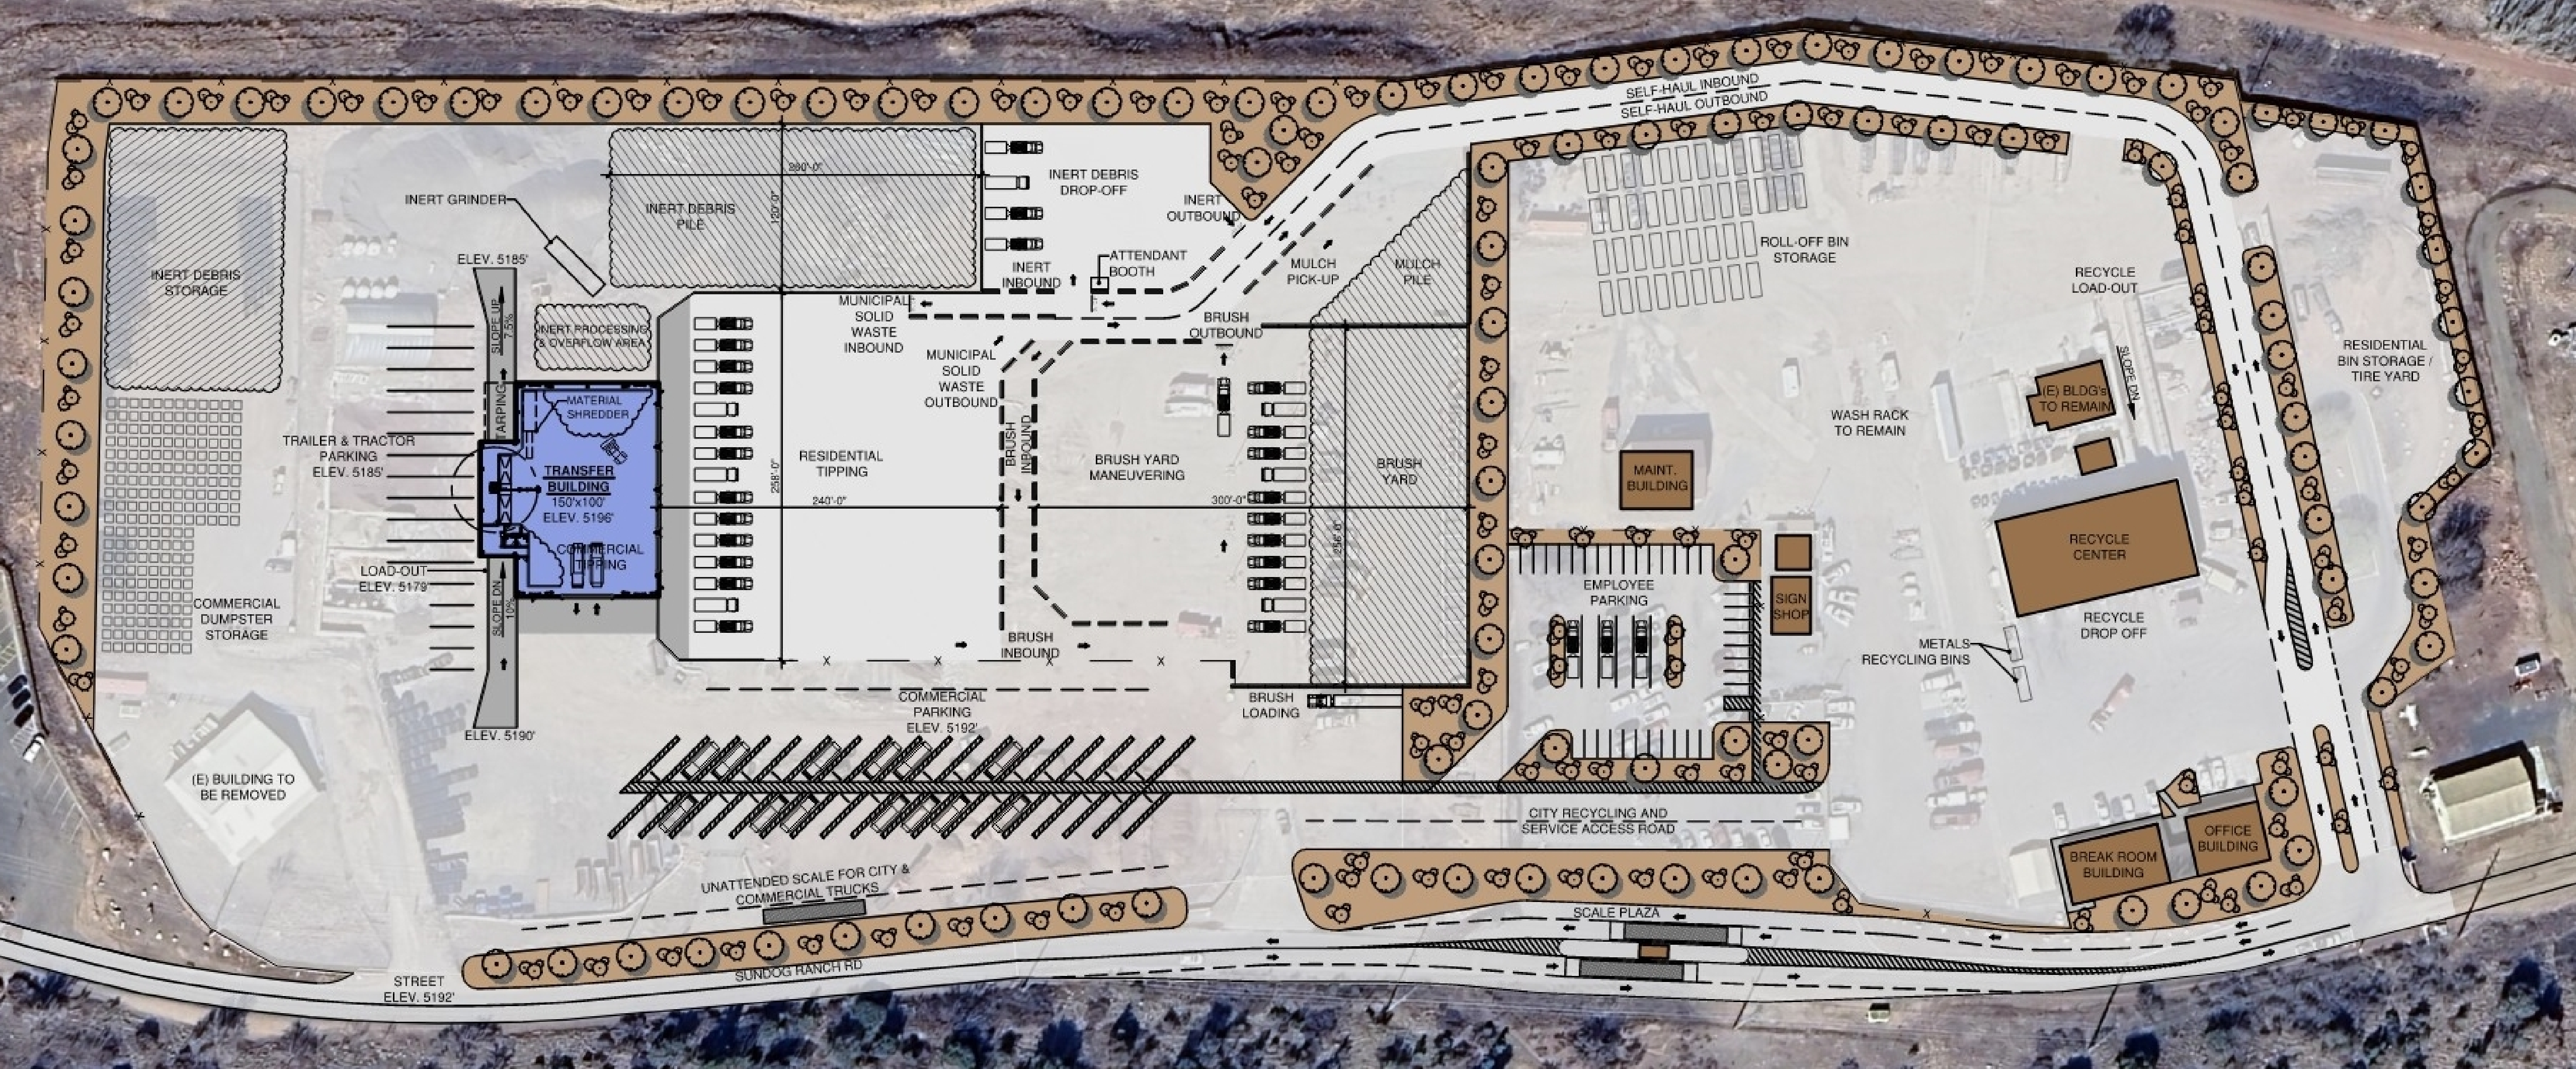 SELF-HAUL INBOUND
SELF-HAUL OUTBOUND
260'-0"
120'-0"
INERT DEBRIS
PILE
INERT DEBRIS
DROP-OFF
INERT GRINDER
INERT
OUTBOUND
INERT DEBRIS
STORAGE
ELEV. 5185'
INERT
INBOUND
ATTENDANT
BOOTH
MULCH
PICK-UP
MULCH
PILE
ROLL-OFF BIN
STORAGE
RECYCLE
LOAD-OUT
SLOPE UP
7.5%
INERT PROCESSING
& OVERFLOW AREA
MUNICIPAL
SOLID
WASTE
INBOUND
BRUSH
OUTBOUND
MUNICIPAL
SOLID
WASTE
OUTBOUND
RESIDENTIAL
BIN STORAGE /
TIRE YARD
SLOPE DN
(E) BLDG's
TO REMAIN
TARPING
MATERIAL
SHREDDER
TRAILER & TRACTOR
PARKING
ELEV. 5185'
TRANSFER
BUILDING
150'x100'
ELEV. 5196'
COMMERCIAL
TIPPING
RESIDENTIAL
TIPPING
258'-0"
240'-0"
BRUSH
INBOUND
BRUSH YARD
MANEUVERING
300'-0"
256'-0"
BRUSH
YARD
WASH RACK
TO REMAIN
MAINT.
BUILDING
RECYCLE
CENTER
LOAD-OUT
ELEV. 5179'
SLOPE DN
10%
COMMERCIAL
DUMPSTER
STORAGE
EMPLOYEE
PARKING
SIGN
SHOP
RECYCLE
DROP OFF
METALS
RECYCLING BINS
BRUSH
INBOUND
COMMERCIAL
PARKING
ELEV. 5192'
BRUSH
LOADING
ELEV. 5190'
(E) BUILDING TO
BE REMOVED
CITY RECYCLING AND
SERVICE ACCESS ROAD
BREAK ROOM
BUILDING
OFFICE
BUILDING
UNATTENDED SCALE FOR CITY &
COMMERCIAL TRUCKS
SCALE PLAZA
SUNDOG RANCH RD
STREET
ELEV. 5192'